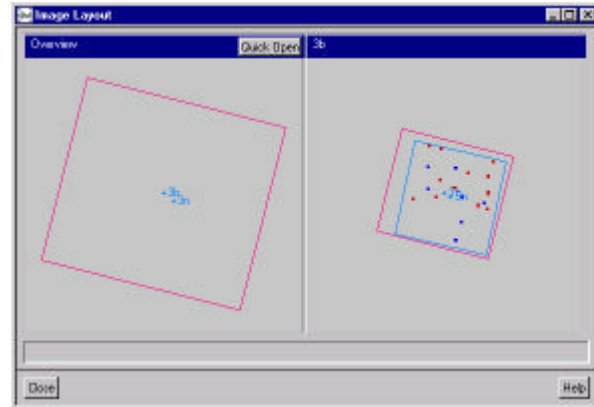 Image Layout
Overview
Quick Open
3b
+3b
+3n
Close
Help